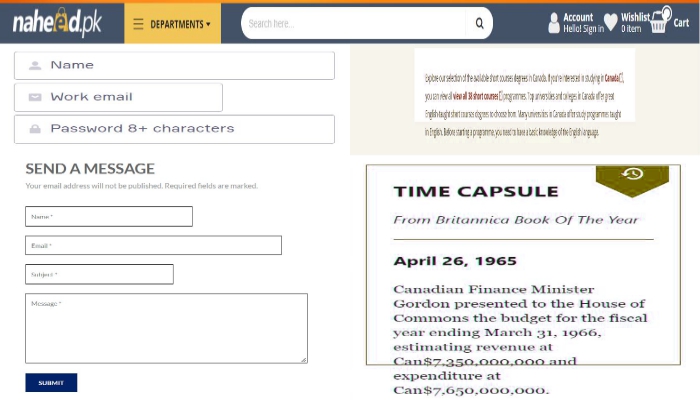 naheed.pk
DEPARTMENTS
Search here...
Account
Hello! Sign in
Wishlist
0 item
0
Cart
Name
Work email
Password 8+ characters
Explore our selection of the available short courses degrees in Canada. If you're interested in studying in Canada
you can view all view all 38 short courses programmes. Top universities and colleges in Canada offer great
English-taught short courses degrees to choose from. Many universities in Canada offer study programmes taught
in English. Before starting a programme, you need to have a basic knowledge of the English language.
SEND A MESSAGE
Your email address will not be published. Required fields are marked.
Name *
Email *
Subject *
Message *
SUBMIT
TIME CAPSULE
From Britannica Book Of The Year
April 26, 1965
Canadian Finance Minister
Gordon presented to the House of
Commons the budget for the fiscal
year ending March 31, 1966,
estimating revenue at
Can$7,350,000,000 and
expenditure at
Can$7,650,000,000.